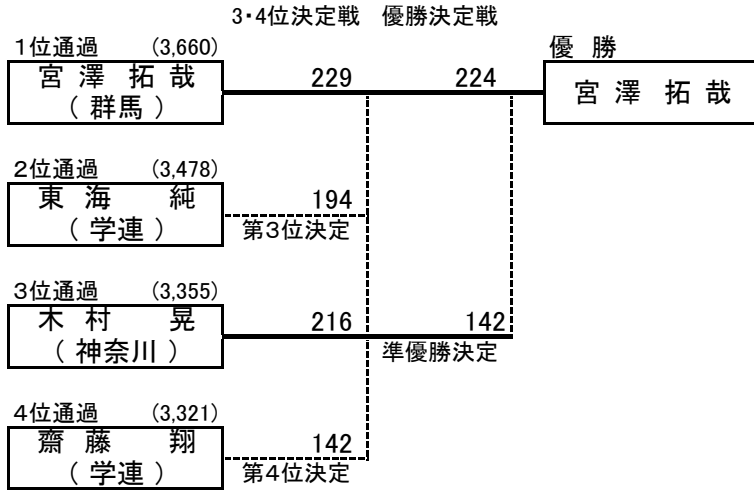 3・4位決定戦　優勝決定戦
1位通過　(3,660)
優 勝
宮 澤 拓 哉
229　224
宮 澤 拓 哉
( 群馬 )
2位通過　(3,478)
東 海 純
194
( 学連 )
第3位決定
3位通過　(3,355)
木 村 晃
216　142
( 神奈川 )
準優勝決定
4位通過　(3,321)
齋 藤 翔
142
( 学連 )
第4位決定